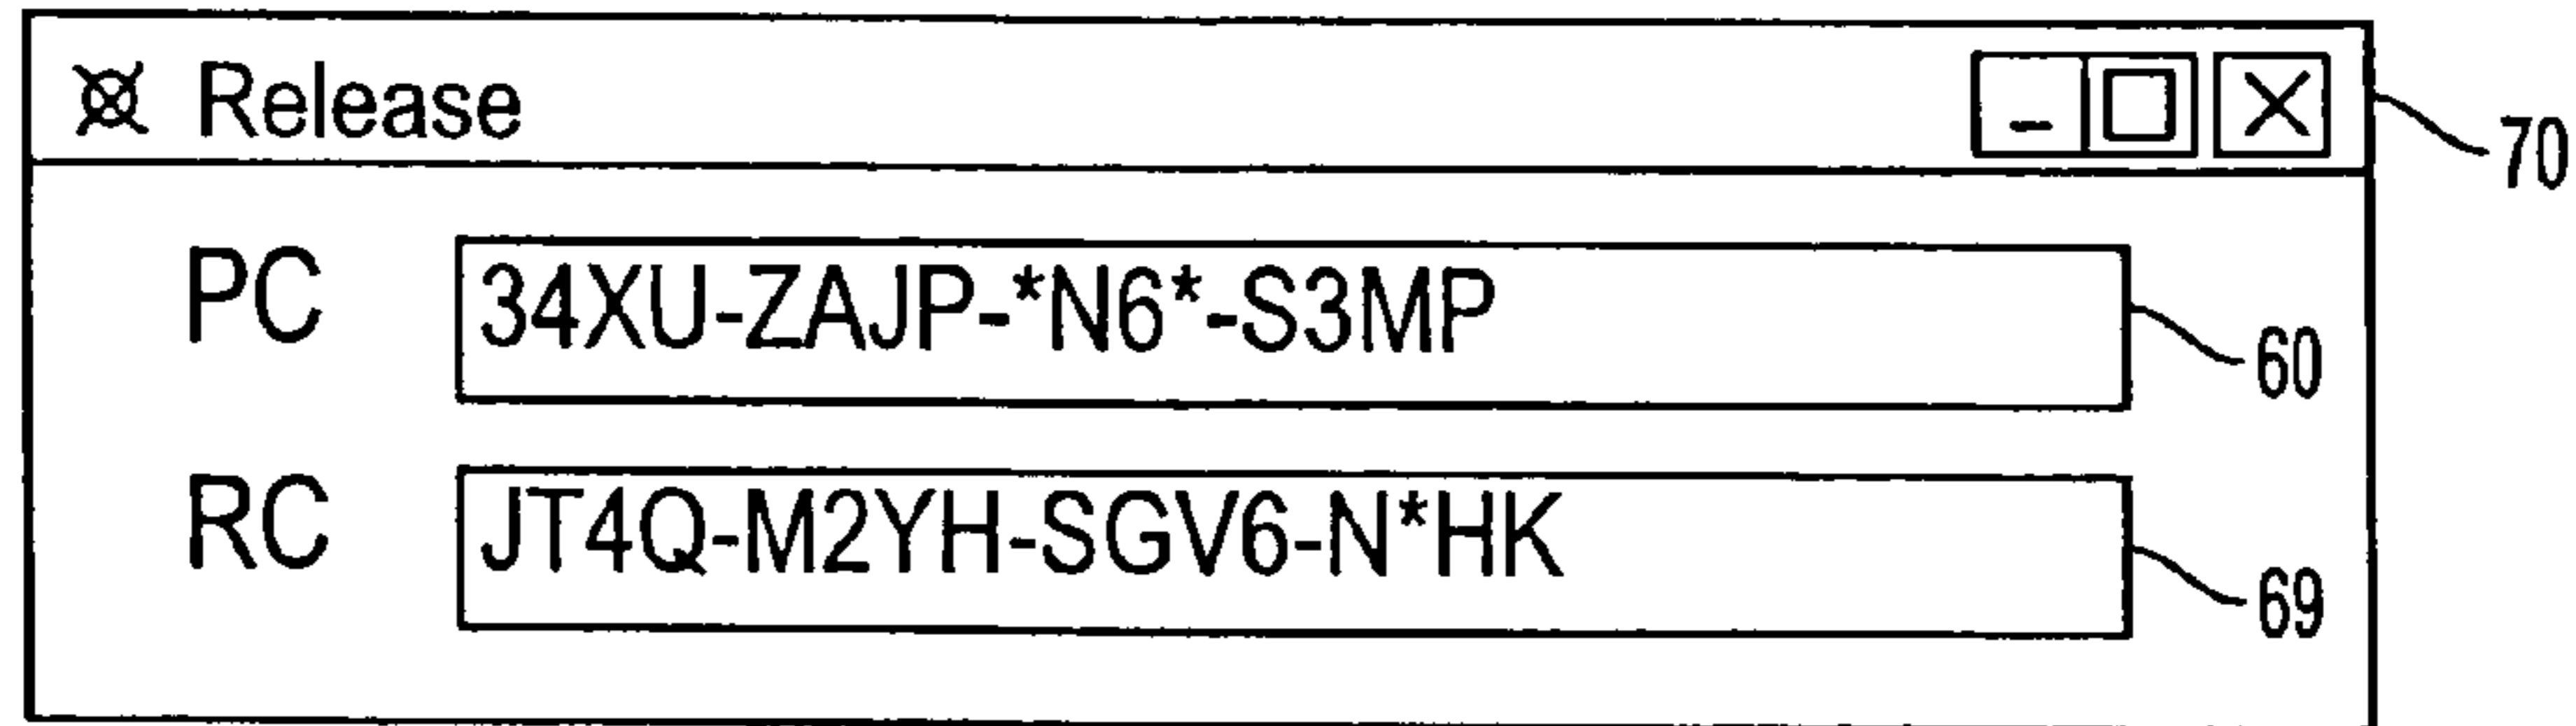 Release
70
PC 34XU-ZAJP-*N6*-S3MP
60
RC JT4Q-M2YH-SGV6-N*HK
69